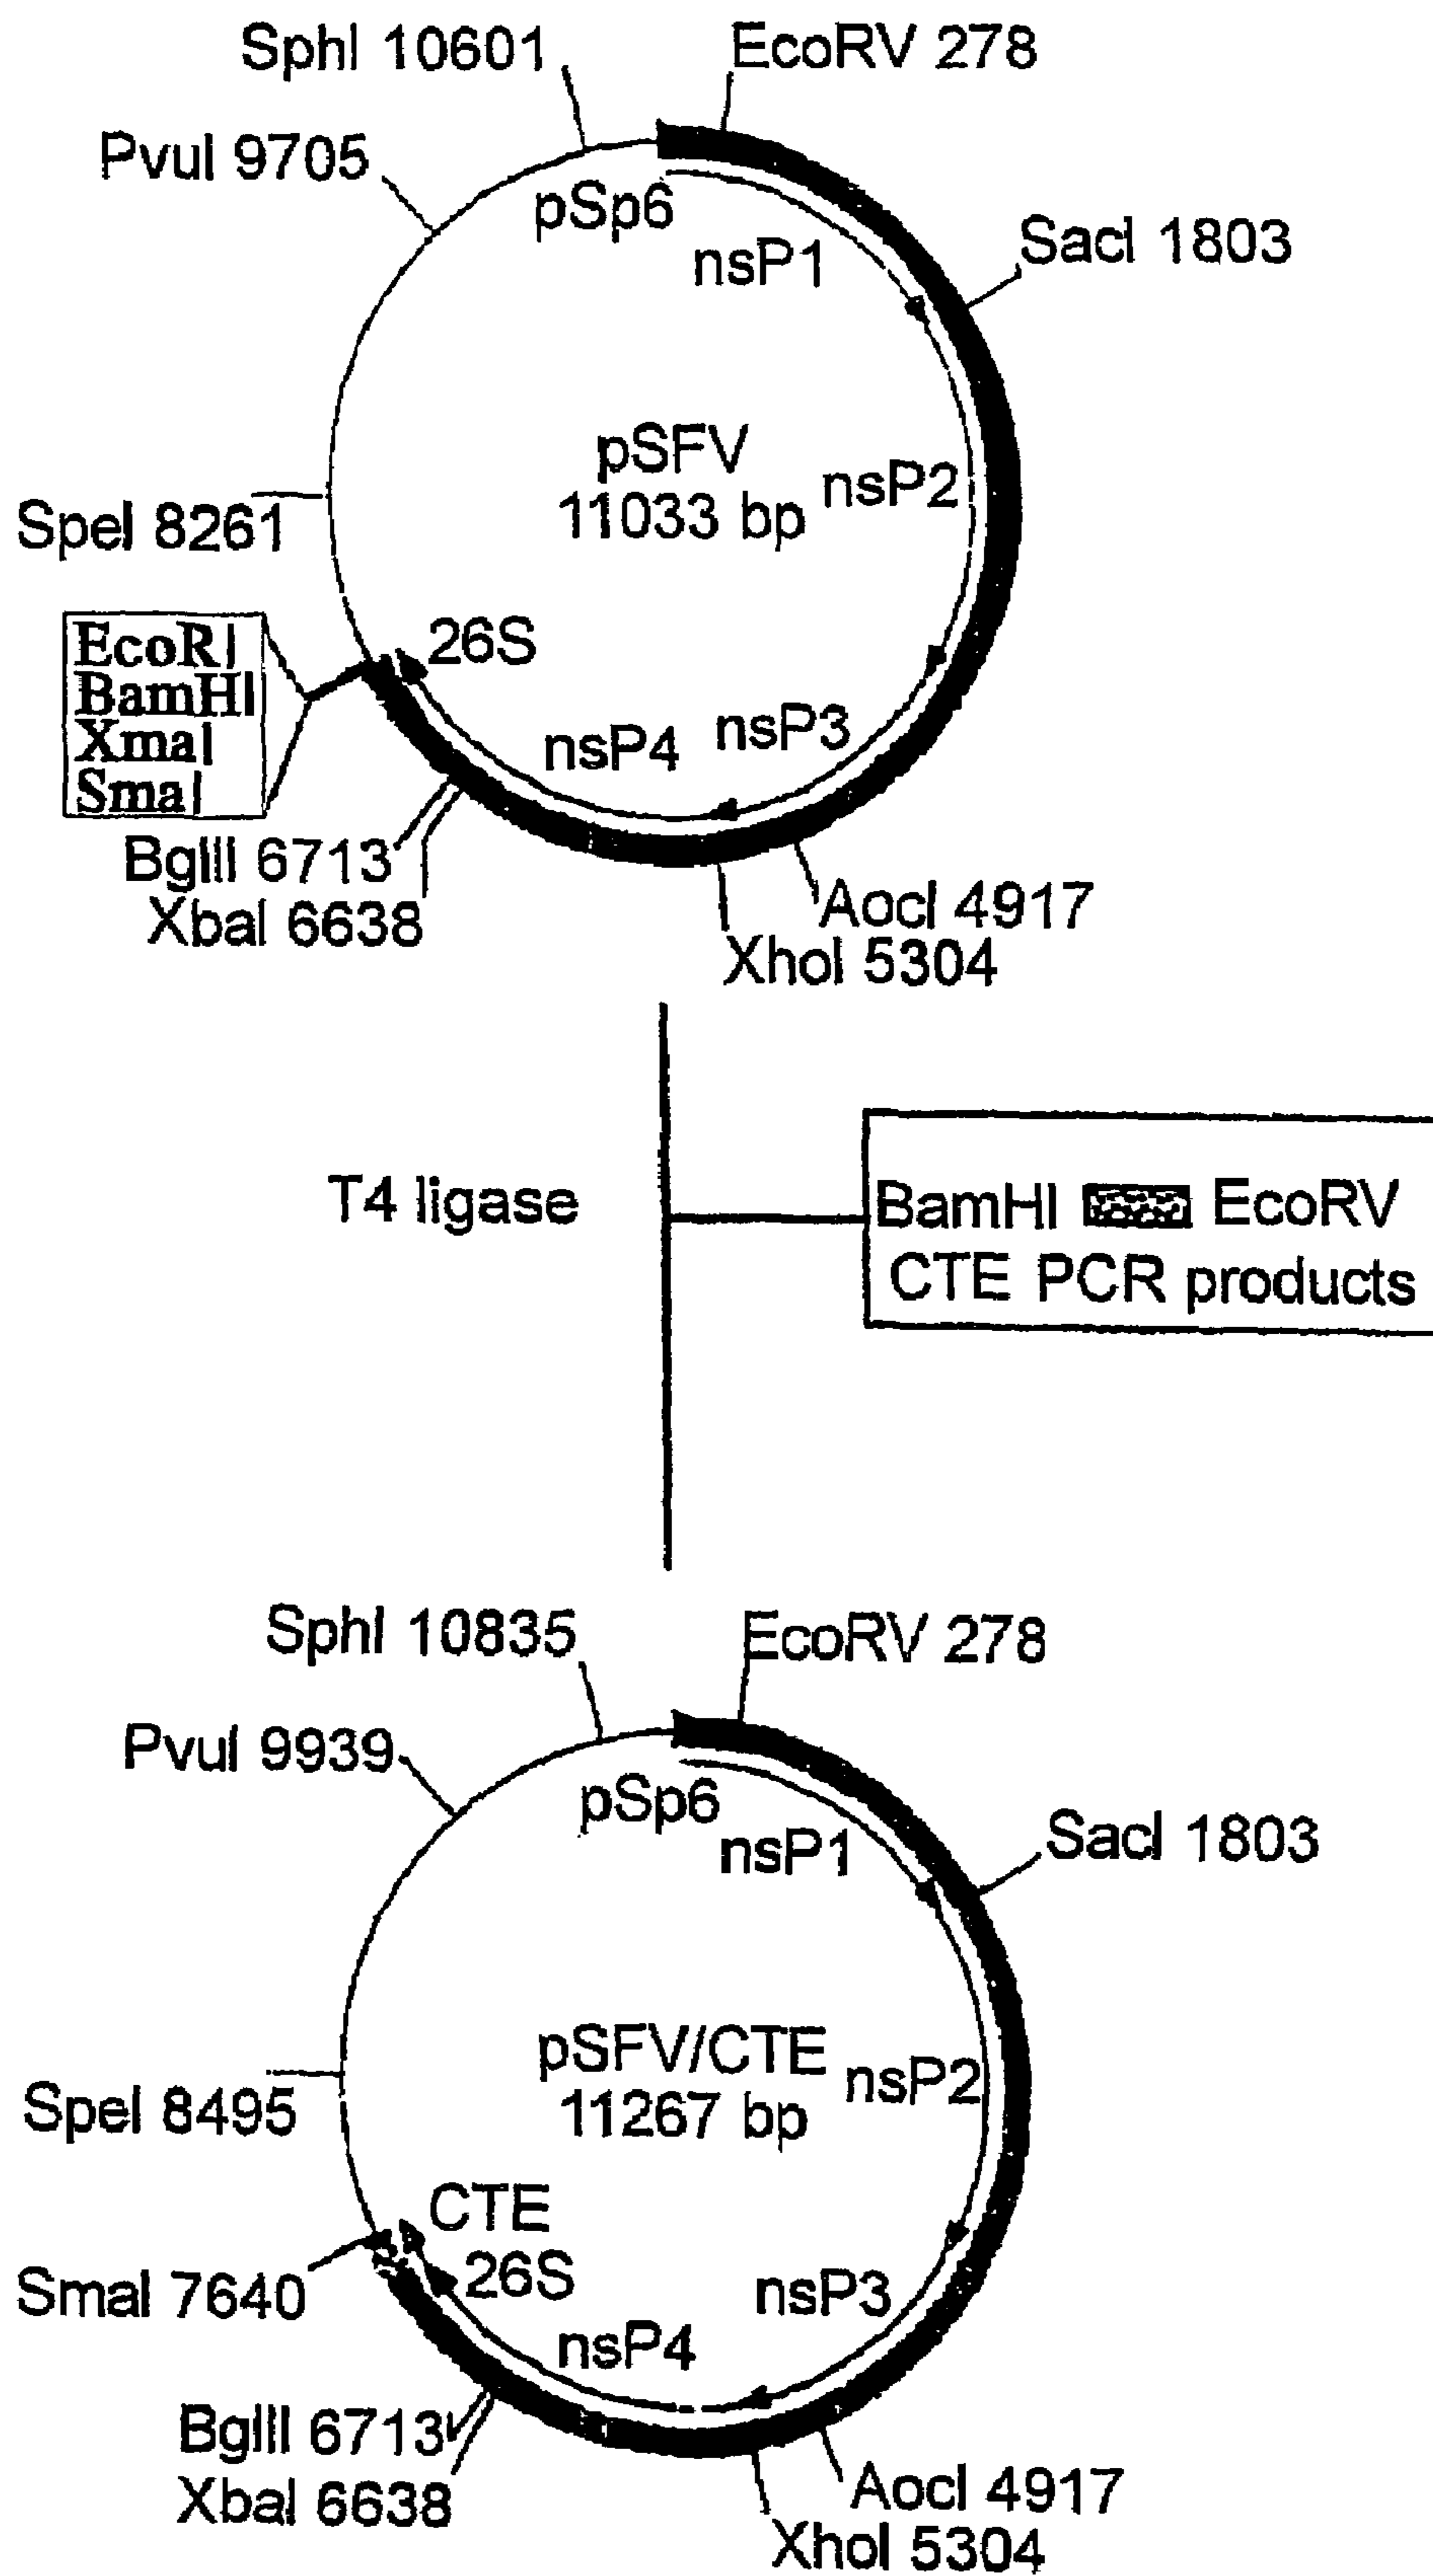 SphI 10601
EcoRV 278
PvuI 9705
pSp6
nsP1
SacI 1803
pSFV
11033 bp
nsP2
SpeI 8261
EcoRI
BamHI
XmaI
SmaI
26S
nsP4
nsP3
BglII 6713
XbaI 6638
AocI 4917
XhoI 5304
T4 ligase
BamHI EcoRV
CTE PCR products
SphI 10835
EcoRV 278
PvuI 9939
pSp6
nsP1
SacI 1803
pSFV/CTE
11267 bp
nsP2
SpeI 8495
CTE
26S
SmaI 7640
nsP3
nsP4
BglII 6713
XbaI 6638
AocI 4917
XhoI 5304